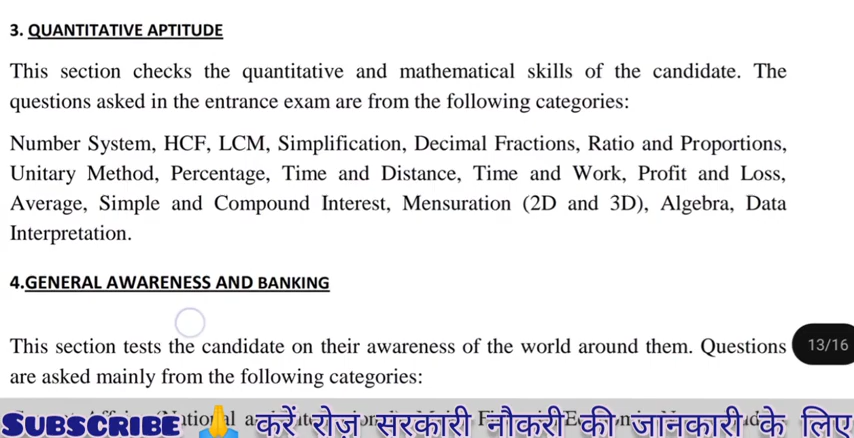 3. QUANTITATIVE APTITUDE
This section checks the quantitative and mathematical skills of the candidate. The
questions asked in the entrance exam are from the following categories:
Number System, HCF, LCM, Simplification, Decimal Fractions, Ratio and Proportions,
Unitary Method, Percentage, Time and Distance, Time and Work, Profit and Loss,
Average, Simple and Compound Interest, Mensuration (2D and 3D), Algebra, Data
Interpretation.
4.GENERAL AWARENESS AND BANKING
This section tests the candidate on their awareness of the world around them. Questions
13/16
are asked mainly from the following categories:
SUBSCRIBE 🙏 करें रोज़ सरकारी नौकरी की जानकारी के लिए